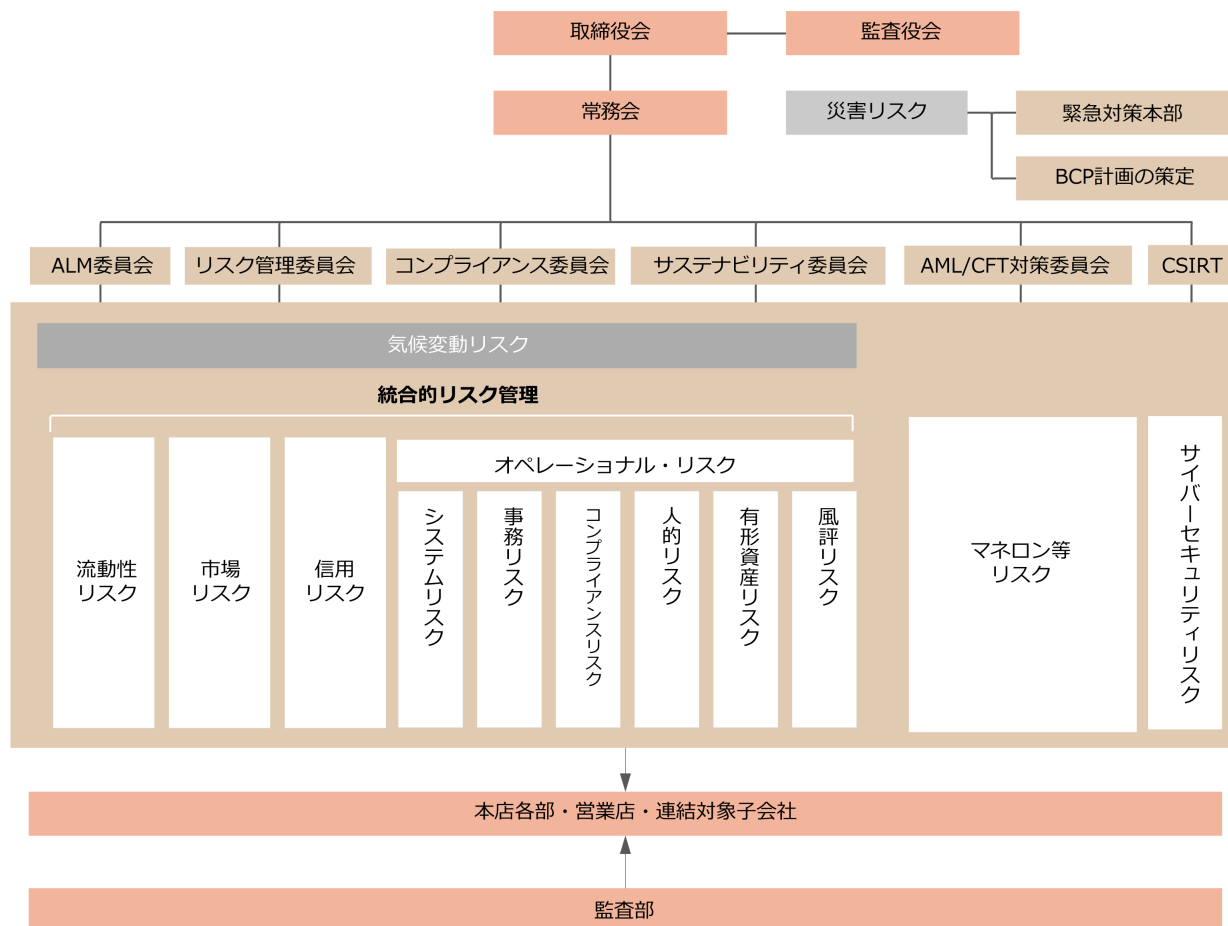 取締役会
監査役会
常務会
災害リスク
緊急対策本部
BCP計画の策定
ALM委員会
リスク管理委員会
コンプライアンス委員会
サステナビリティ委員会
AML/CFT対策委員会
CSIRT
気候変動リスク
統合的リスク管理
流動性
リスク
市場
リスク
信用
リスク
オペレーショナル・リスク
システムリスク
事務リスク
コンプライアンスリスク
人的リスク
有形資産リスク
風評リスク
マネロン等
リスク
サイバーセキュリティリスク
本店各部・営業店・連結対象子会社
監査部